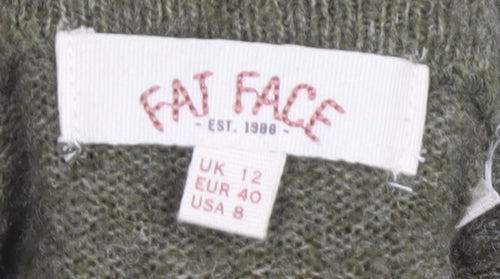 FAT FACE
- EST. 1988 -
UK 12
EUR 40
USA 8